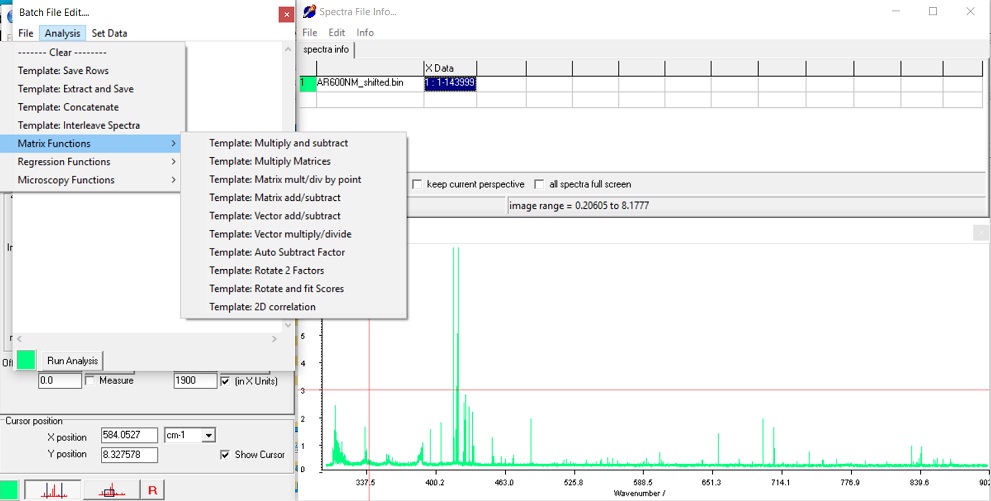 Batch File Edit....
File Analysis Set Data
------- Clear --------
Template: Save Rows
Template: Extract and Save
Template: Concatenate
Template: Interleave Spectra
Matrix Functions
Regression Functions
Microscopy Functions
Template: Multiply and subtract
Template: Multiply Matrices
Template: Matrix mult/div by point
Template: Matrix add/subtract
Template: Vector add/subtract
Template: Vector multiply/divide
Template: Auto Subtract Factor
Template: Rotate 2 Factors
Template: Rotate and fit Scores
Template: 2D correlation
Run Analysis
0.0 Measure 1900 (in X Units)
Cursor position
X position 584.0527 cm-1
Y position 8.327578 Show Cursor
R
Spectra File Info...
File Edit Info
spectra info
X Data
1 AR600NM_shifted.bin 1 : 1-143999
keep current perspective all spectra full screen
image range = 0.20605 to 8.1777
5
4
3
2
1
0
337.5 400.2 463.0 525.8 588.5 651.3 714.1 776.9 839.6 902
Wavenumber /